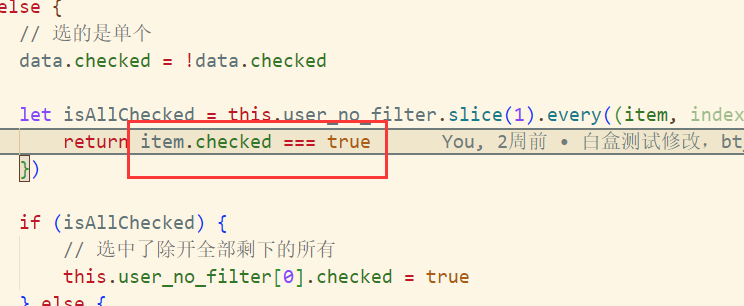 else {
// 选的是单个
data.checked = !data.checked
let isAllChecked = this.user_no_filter.slice(1).every((item, index
return item.checked === true You, 2周前 • 白盒测试修改, bt
})
if (isAllChecked) {
// 选中了除开全部剩下的所有
this.user_no_filter[0].checked = true
} else {